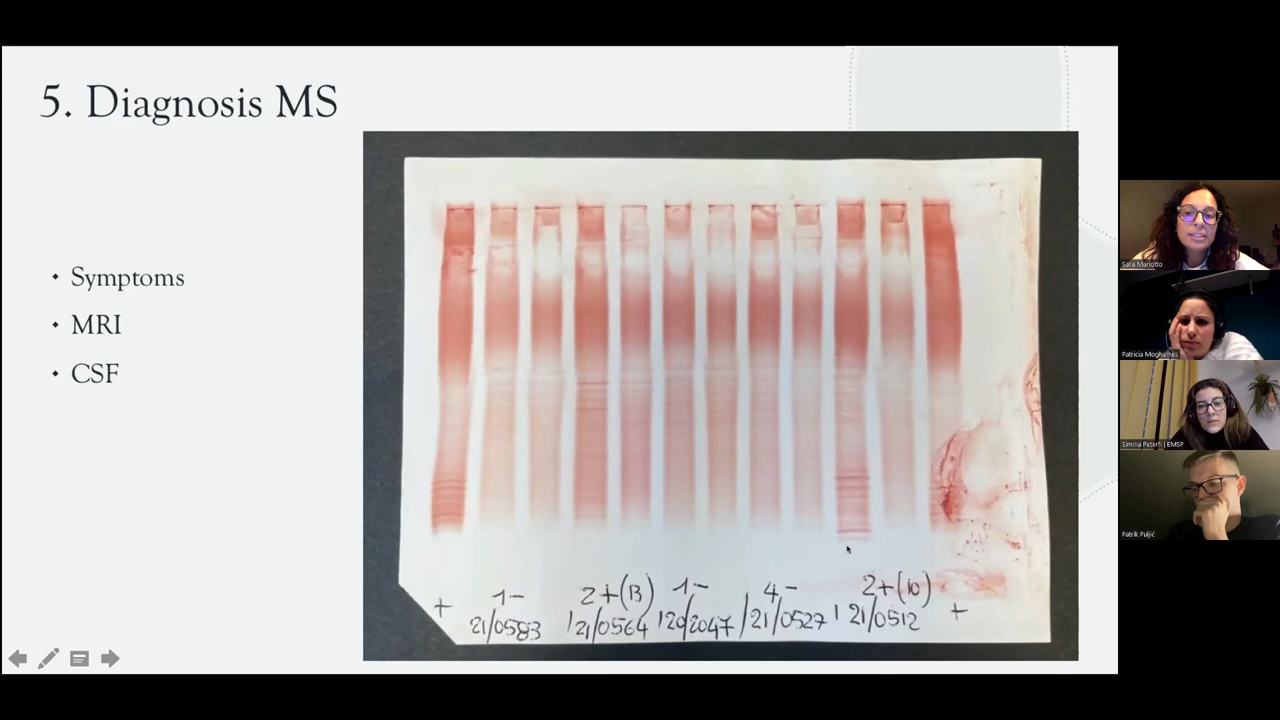 5. Diagnosis MS
• Symptoms
• MRI
• CSF
+ 1- 2+(13) 1- 4- 2+(10) +
21/0583 | 21/0564 | 20/2047 | 21/0527 | 21/0512
Sara Mariotto
Patricia Moghames
Simina Peterfi | EMSP
Patrik Puljić